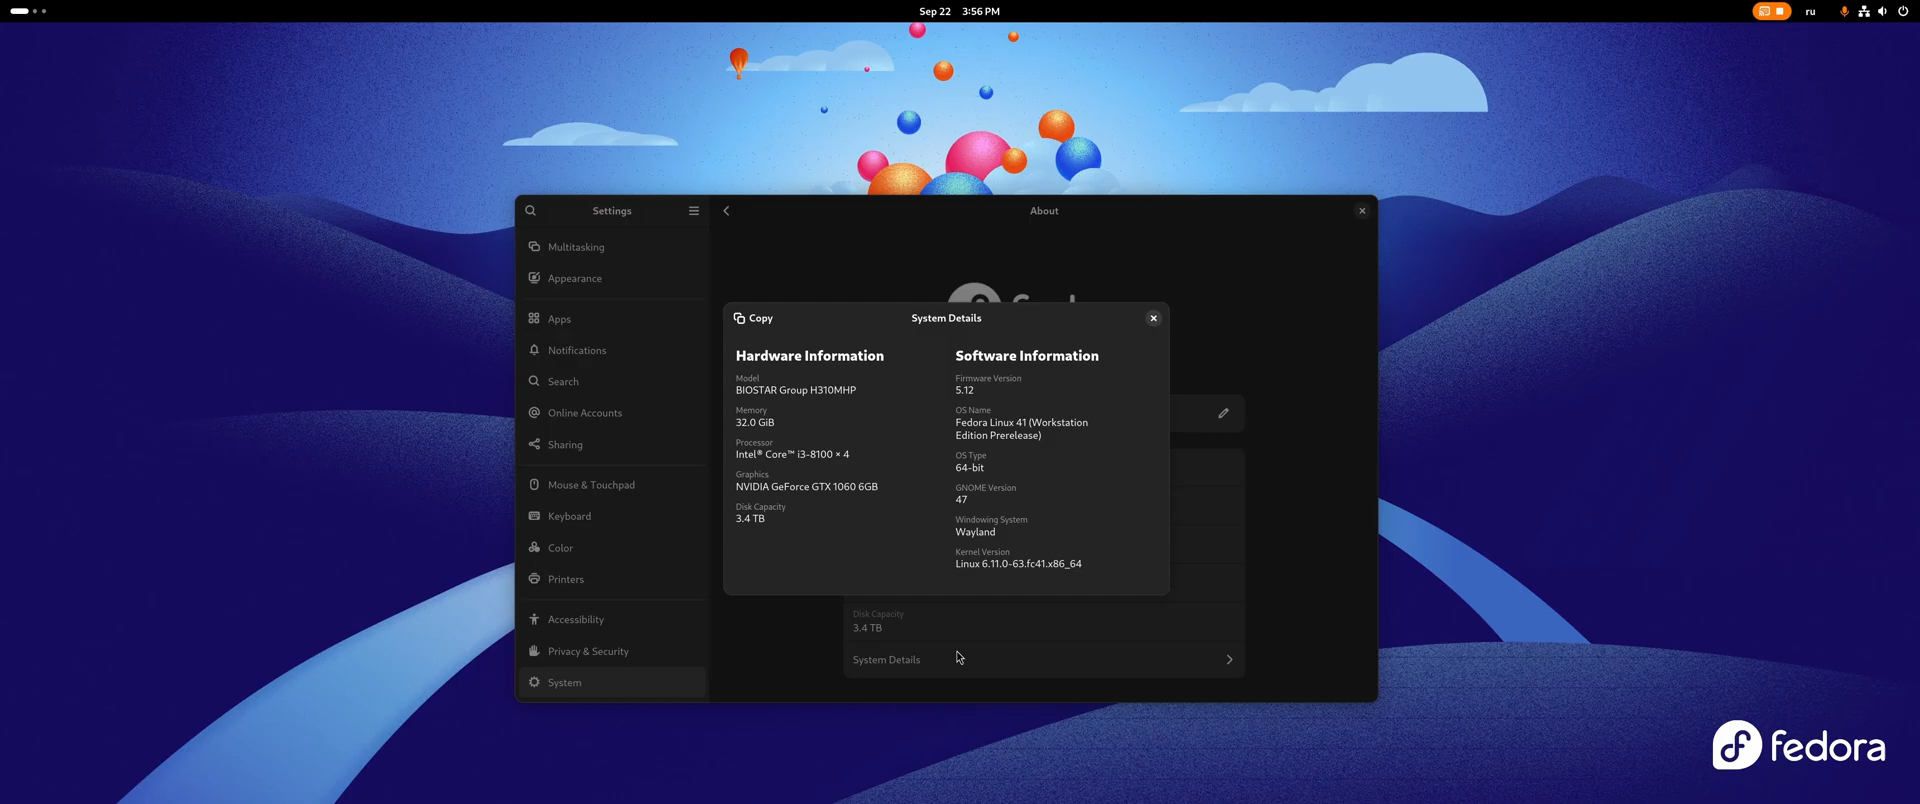 Sep 22 3:56 PM
ru
Settings
About
Multitasking
Appearance
Apps
Notifications
Search
Online Accounts
Sharing
Mouse & Touchpad
Keyboard
Color
Printers
Accessibility
Privacy & Security
System
Copy
System Details
Hardware Information
Model
BIOSTAR Group H310MHP
Memory
32.0 GiB
Processor
Intel® Core™ i3-8100 × 4
Graphics
NVIDIA GeForce GTX 1060 6GB
Disk Capacity
3.4 TB
Software Information
Firmware Version
5.12
OS Name
Fedora Linux 41 (Workstation
Edition Prerelease)
OS Type
64-bit
GNOME Version
47
Windowing System
Wayland
Kernel Version
Linux 6.11.0-63.fc41.x86_64
Disk Capacity
3.4 TB
System Details
fedora